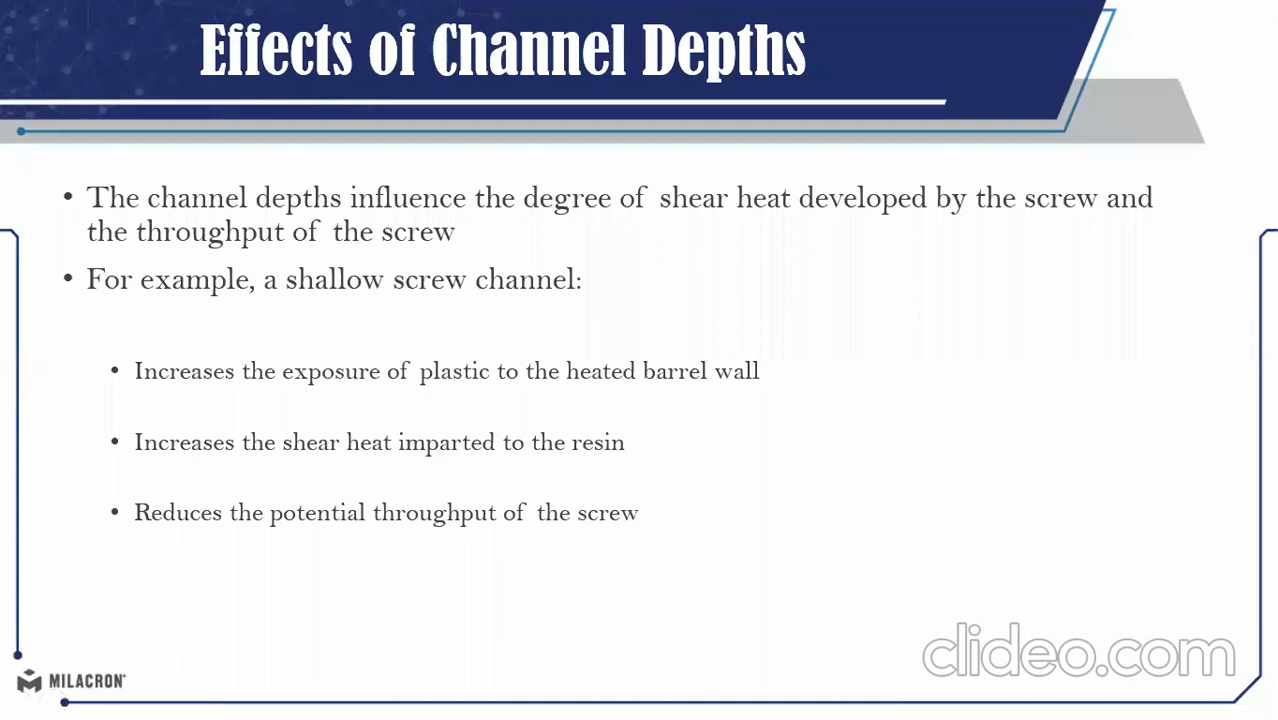 Effects of Channel Depths
• The channel depths influence the degree of shear heat developed by the screw and
the throughput of the screw
• For example, a shallow screw channel:
• Increases the exposure of plastic to the heated barrel wall
• Increases the shear heat imparted to the resin
• Reduces the potential throughput of the screw
clideo.com
MILACRON